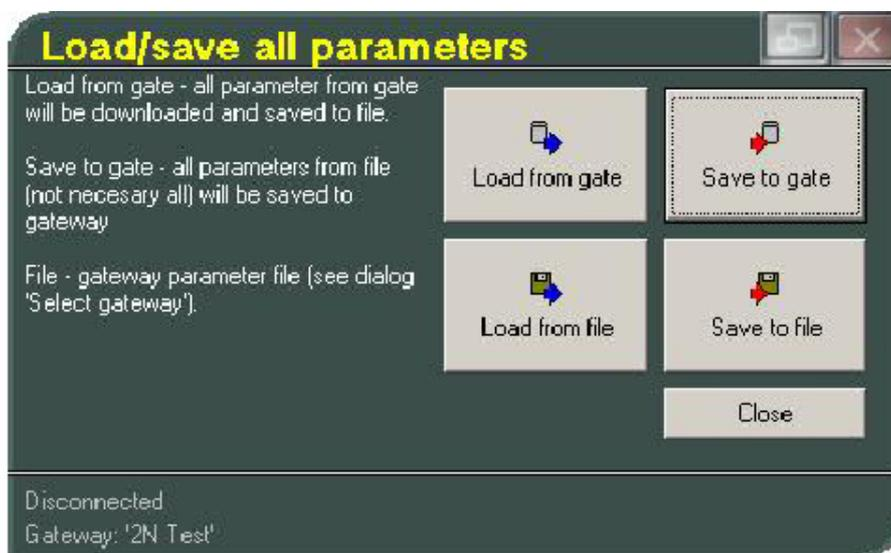 Load/save all parameters
Load from gate - all parameter from gate
will be downloaded and saved to file.
Save to gate - all parameters from file
(not necesary all) will be saved to
gateway
File - gateway parameter file (see dialog
'Select gateway').
Load from gate
Save to gate
Load from file
Save to file
Close
Disconnected
Gateway: '2N Test'